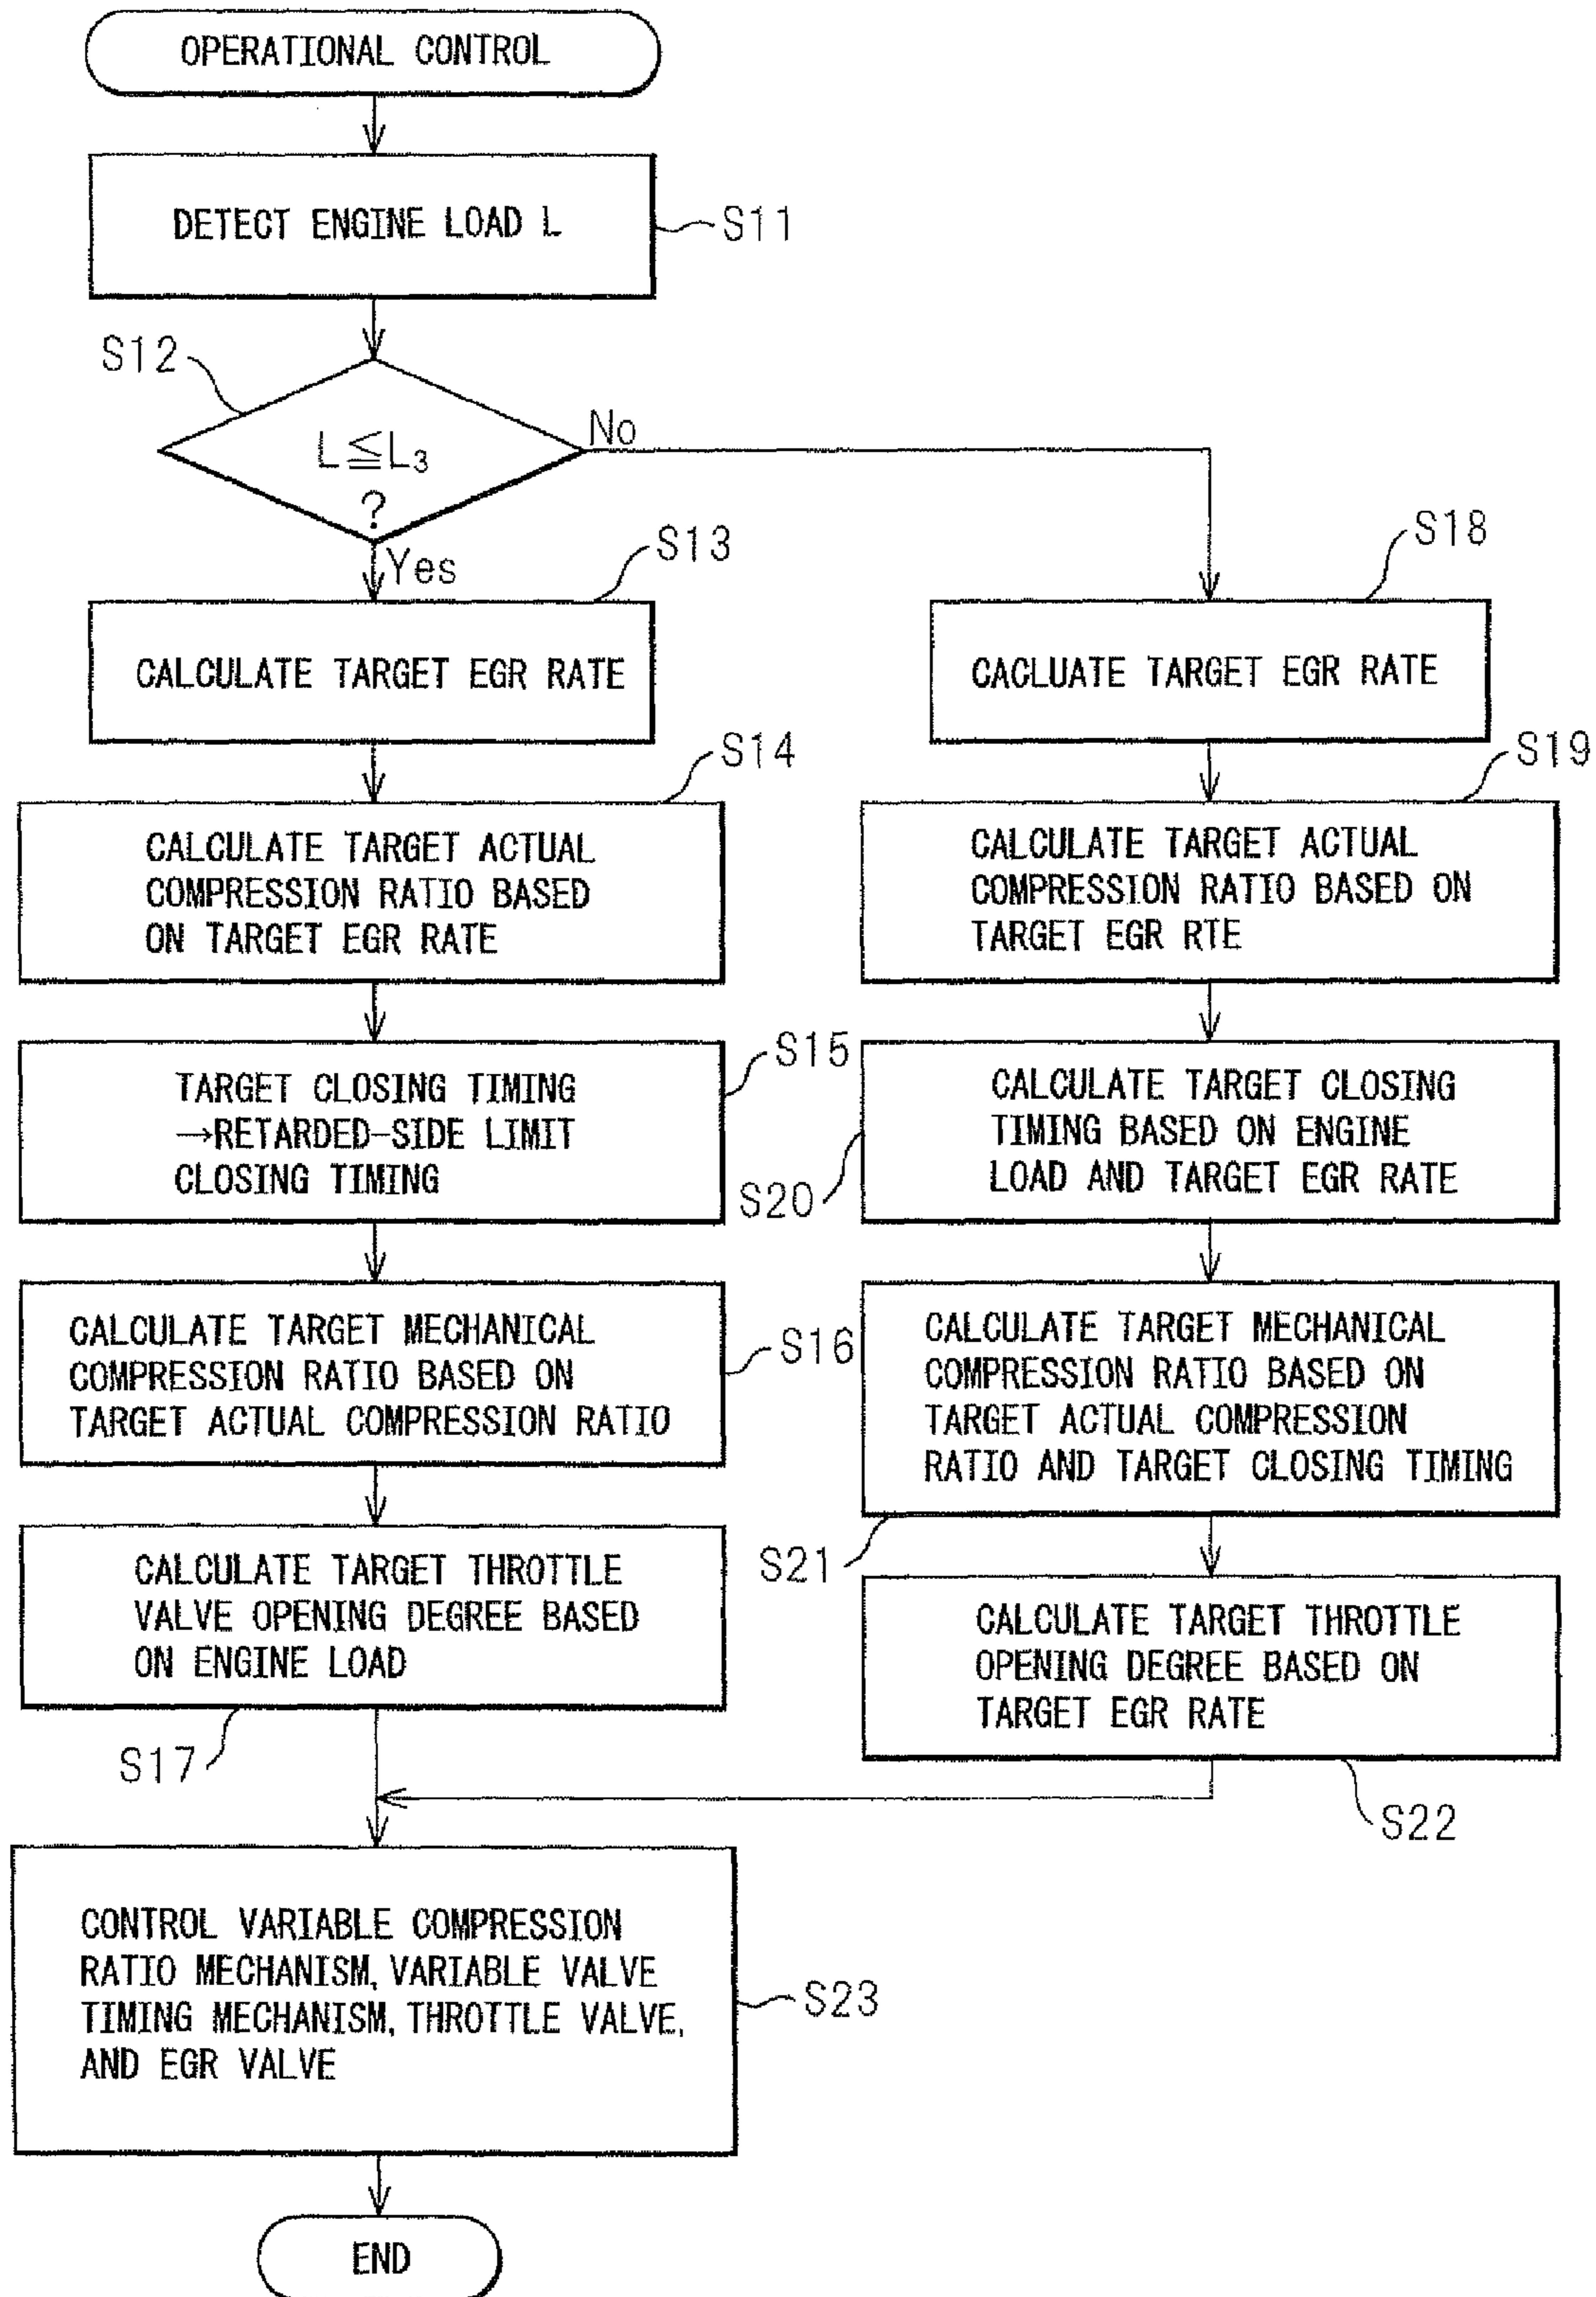 OPERATIONAL CONTROL
DETECT ENGINE LOAD L
S11
S12
L≦L₃
?
No
Yes
S13
CALCULATE TARGET EGR RATE
S14
CALCULATE TARGET ACTUAL
COMPRESSION RATIO BASED
ON TARGET EGR RATE
S15
TARGET CLOSING TIMING
→RETARDED-SIDE LIMIT
CLOSING TIMING
CALCULATE TARGET MECHANICAL
COMPRESSION RATIO BASED ON
TARGET ACTUAL COMPRESSION RATIO
S16
CALCULATE TARGET THROTTLE
VALVE OPENING DEGREE BASED
ON ENGINE LOAD
S17
S18
CACLUATE TARGET EGR RATE
S19
CALCULATE TARGET ACTUAL
COMPRESSION RATIO BASED ON
TARGET EGR RTE
CALCULATE TARGET CLOSING
TIMING BASED ON ENGINE
LOAD AND TARGET EGR RATE
S20
CALCULATE TARGET MECHANICAL
COMPRESSION RATIO BASED ON
TARGET ACTUAL COMPRESSION
RATIO AND TARGET CLOSING TIMING
S21
CALCULATE TARGET THROTTLE
OPENING DEGREE BASED ON
TARGET EGR RATE
S22
CONTROL VARIABLE COMPRESSION
RATIO MECHANISM, VARIABLE VALVE
TIMING MECHANISM, THROTTLE VALVE,
AND EGR VALVE
S23
END